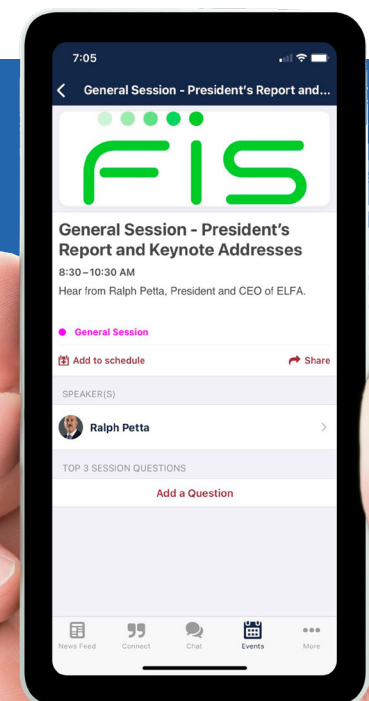 7:05
General Session - President's Report and...
FIS
General Session - President's
Report and Keynote Addresses
8:30 – 10:30 AM
Hear from Ralph Petta, President and CEO of ELFA.
General Session
Add to schedule
Share
SPEAKER(S)
Ralph Petta
TOP 3 SESSION QUESTIONS
Add a Question
News Feed
Connect
Chat
Events
More